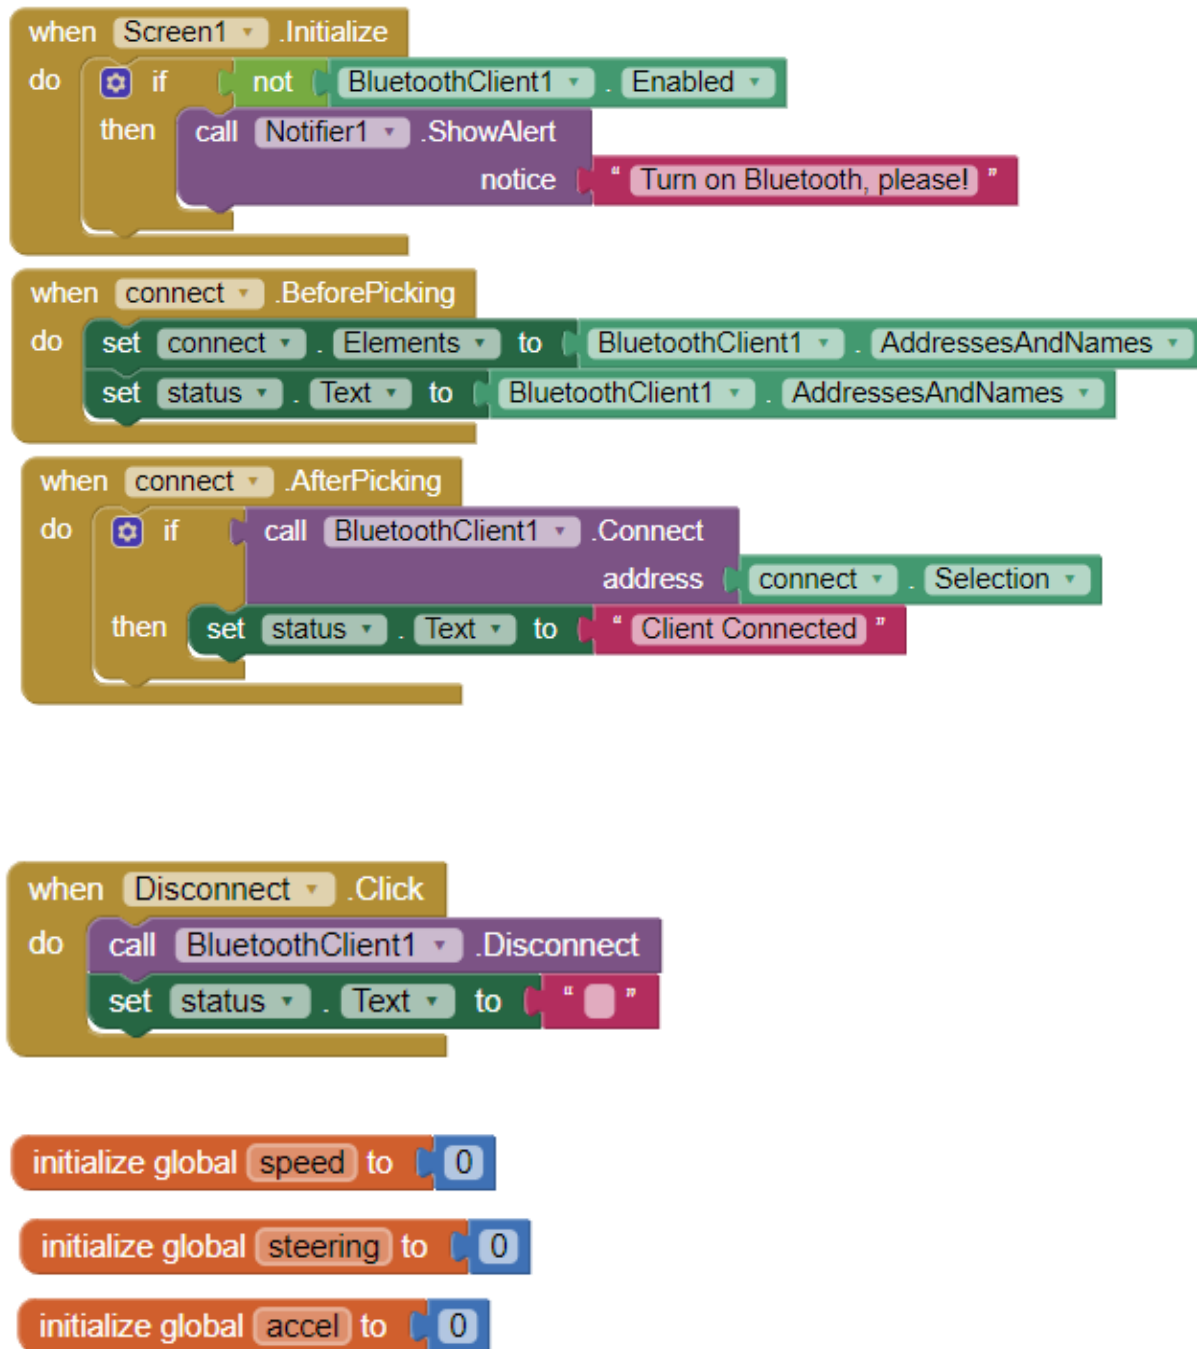 when Screen1 .Initialize
do if not BluetoothClient1 . Enabled
then call Notifier1 .ShowAlert
notice " Turn on Bluetooth, please! "
when connect .BeforePicking
do set connect . Elements to BluetoothClient1 . AddressesAndNames
set status . Text to BluetoothClient1 . AddressesAndNames
when connect .AfterPicking
do if call BluetoothClient1 .Connect
address connect . Selection
then set status . Text to " Client Connected "
when Disconnect .Click
do call BluetoothClient1 .Disconnect
set status . Text to " "
initialize global speed to 0
initialize global steering to 0
initialize global accel to 0